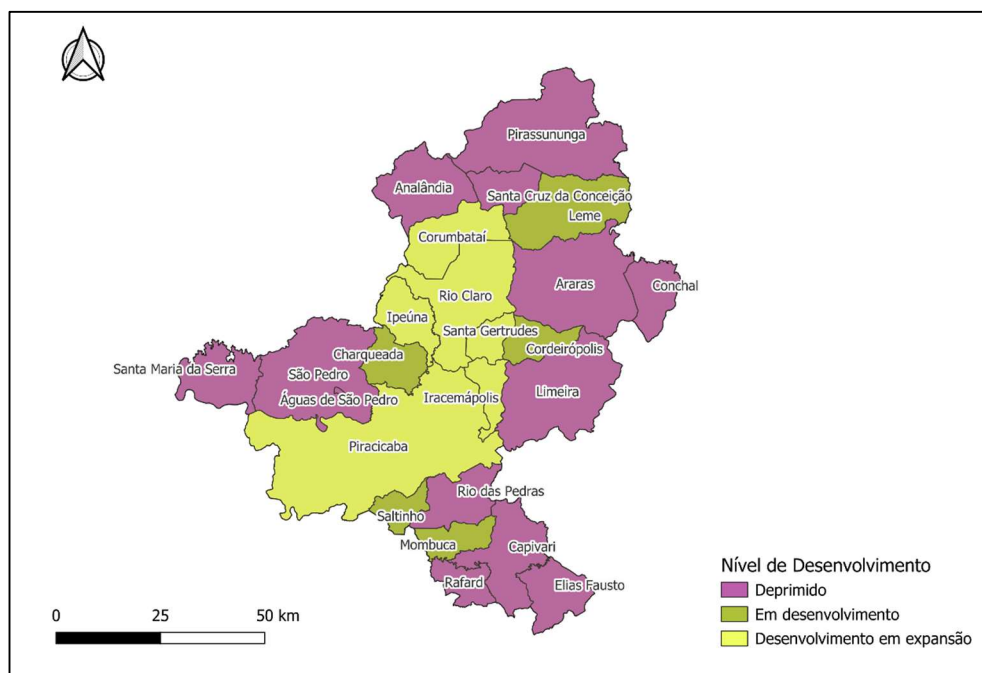 Pirassununga
Analândia
Santa Cruz da Conceição
Leme
Corumbataí
Araras
Conchal
Rio Claro
Ipeúna
Santa Gertrudes
Charqueada
Cordeirópolis
Santa Maria da Serra
São Pedro
Águas de São Pedro
Iracemápolis
Limeira
Piracicaba
Rio das Pedras
Saltinho
Mombuca
Capivari
Rafard
Elias Fausto
Nível de Desenvolvimento
Deprimido
Em desenvolvimento
Desenvolvimento em expansão
0 25 50 km